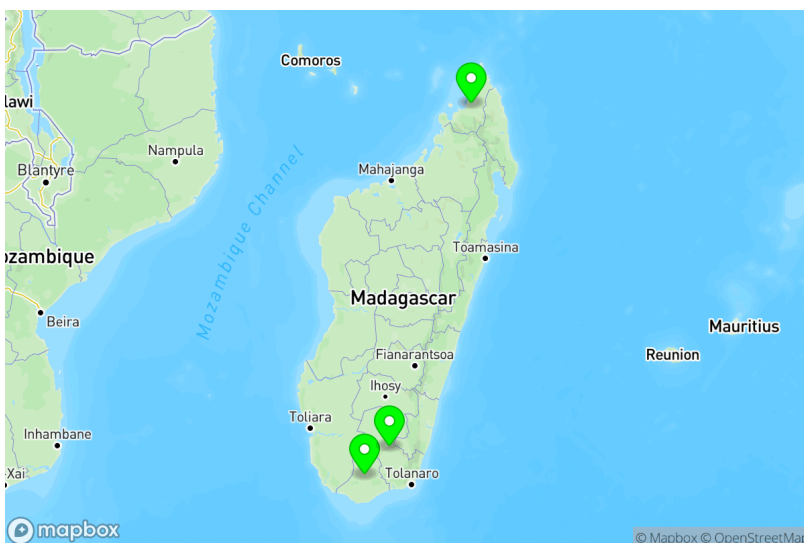 Comoros
lawi
Nampula
Blantyre
Mahajanga
Mozambique Channel
Toamasina
ozambique
Madagascar
Beira
Mauritius
Reunion
Fianarantsoa
Ihosy
Toliara
Inhambane
-Xai
Tolanaro
mapbox
© Mapbox © OpenStreetMap